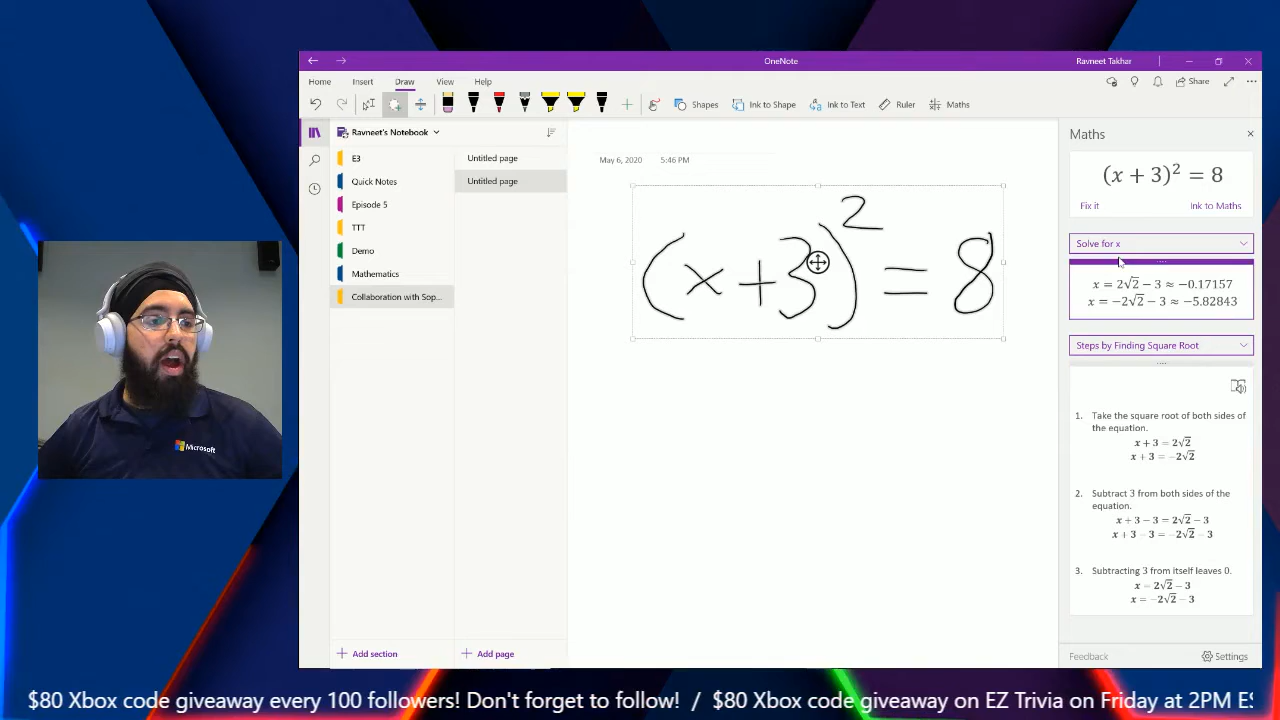 OneNote
Ravneet Takhar
Home Insert Draw View Help
Share
Shapes Ink to Shape Ink to Text Ruler Maths
Ravneet's Notebook
E3
Quick Notes
Episode 5
TTT
Demo
Mathematics
Collaboration with Sop...
Add section
Untitled page
Untitled page
Add page
May 6, 2020 5:46 PM
(x+3)² = 8
Maths
(x + 3)² = 8
Fix it Ink to Maths
Solve for x
x = 2√2 − 3 ≈ −0.17157
x = −2√2 − 3 ≈ −5.82843
Steps by Finding Square Root
1. Take the square root of both sides of
the equation.
x + 3 = 2√2
x + 3 = −2√2
2. Subtract 3 from both sides of the
equation.
x + 3 − 3 = 2√2 − 3
x + 3 − 3 = −2√2 − 3
3. Subtracting 3 from itself leaves 0.
x = 2√2 − 3
x = −2√2 − 3
Feedback Settings
Microsoft
$80 Xbox code giveaway every 100 followers! Don't forget to follow! / $80 Xbox code giveaway on EZ Trivia on Friday at 2PM ES